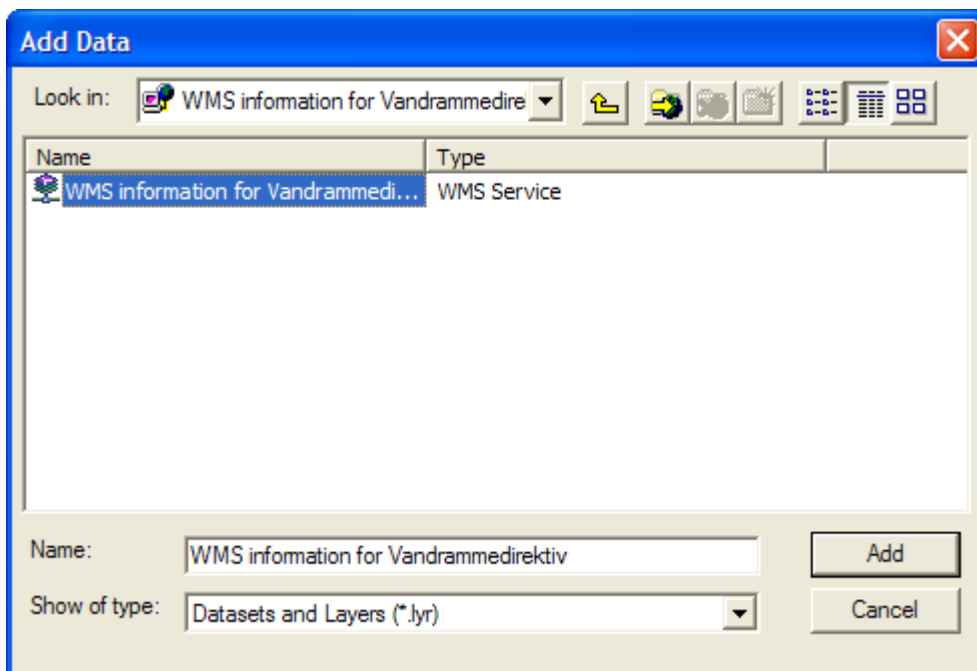 Add Data
Look in: WMS information for Vandrammedire
Name Type
WMS information for Vandrammedi... WMS Service
Name: WMS information for Vandrammedirektiv Add
Show of type: Datasets and Layers (*.lyr) Cancel